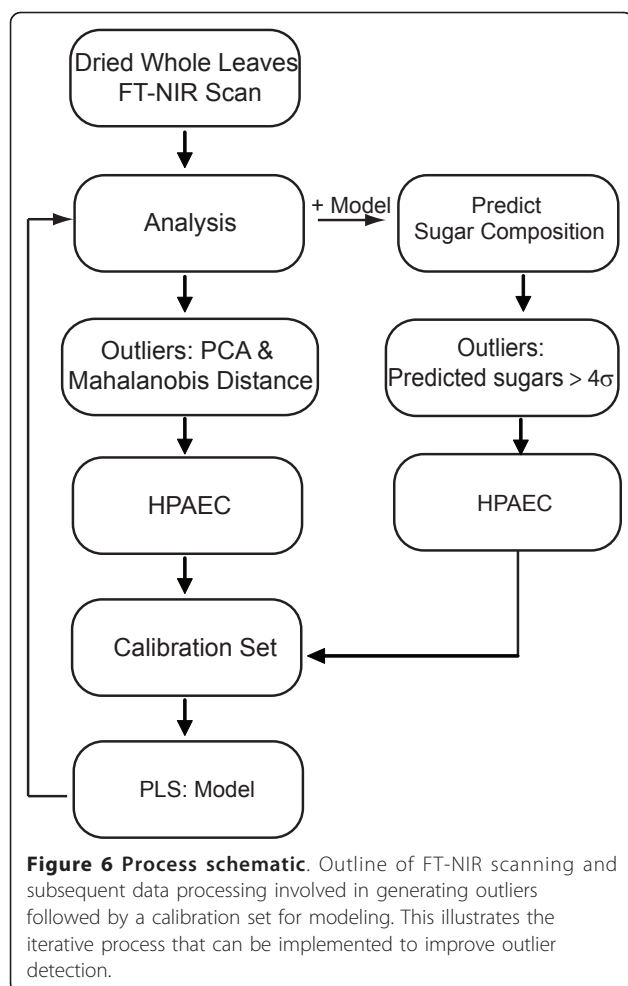 Dried Whole Leaves
FT-NIR Scan
Analysis
+ Model
Predict
Sugar Composition
Outliers: PCA &
Mahalanobis Distance
Outliers:
Predicted sugars > 4σ
HPAEC
HPAEC
Calibration Set
PLS: Model
Figure 6 Process schematic. Outline of FT-NIR scanning and
subsequent data processing involved in generating outliers
followed by a calibration set for modeling. This illustrates the
iterative process that can be implemented to improve outlier
detection.